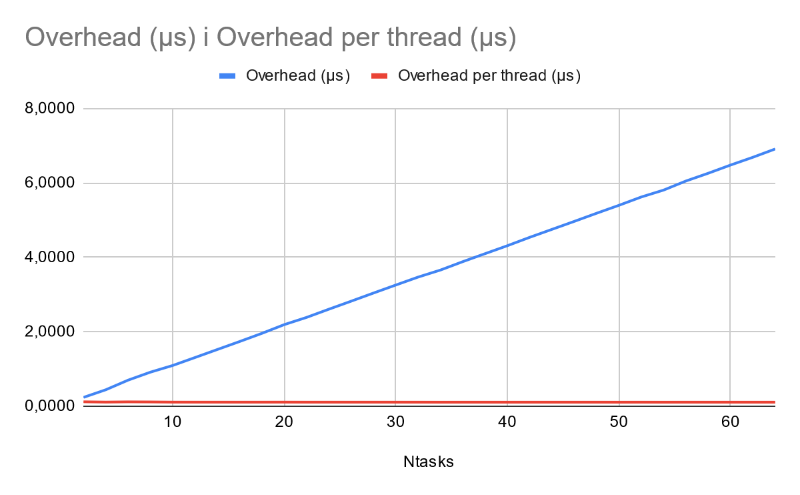 Overhead (µs) i Overhead per thread (µs)
Overhead (µs) Overhead per thread (µs)
8,0000
6,0000
4,0000
2,0000
0,0000
10 20 30 40 50 60
Ntasks